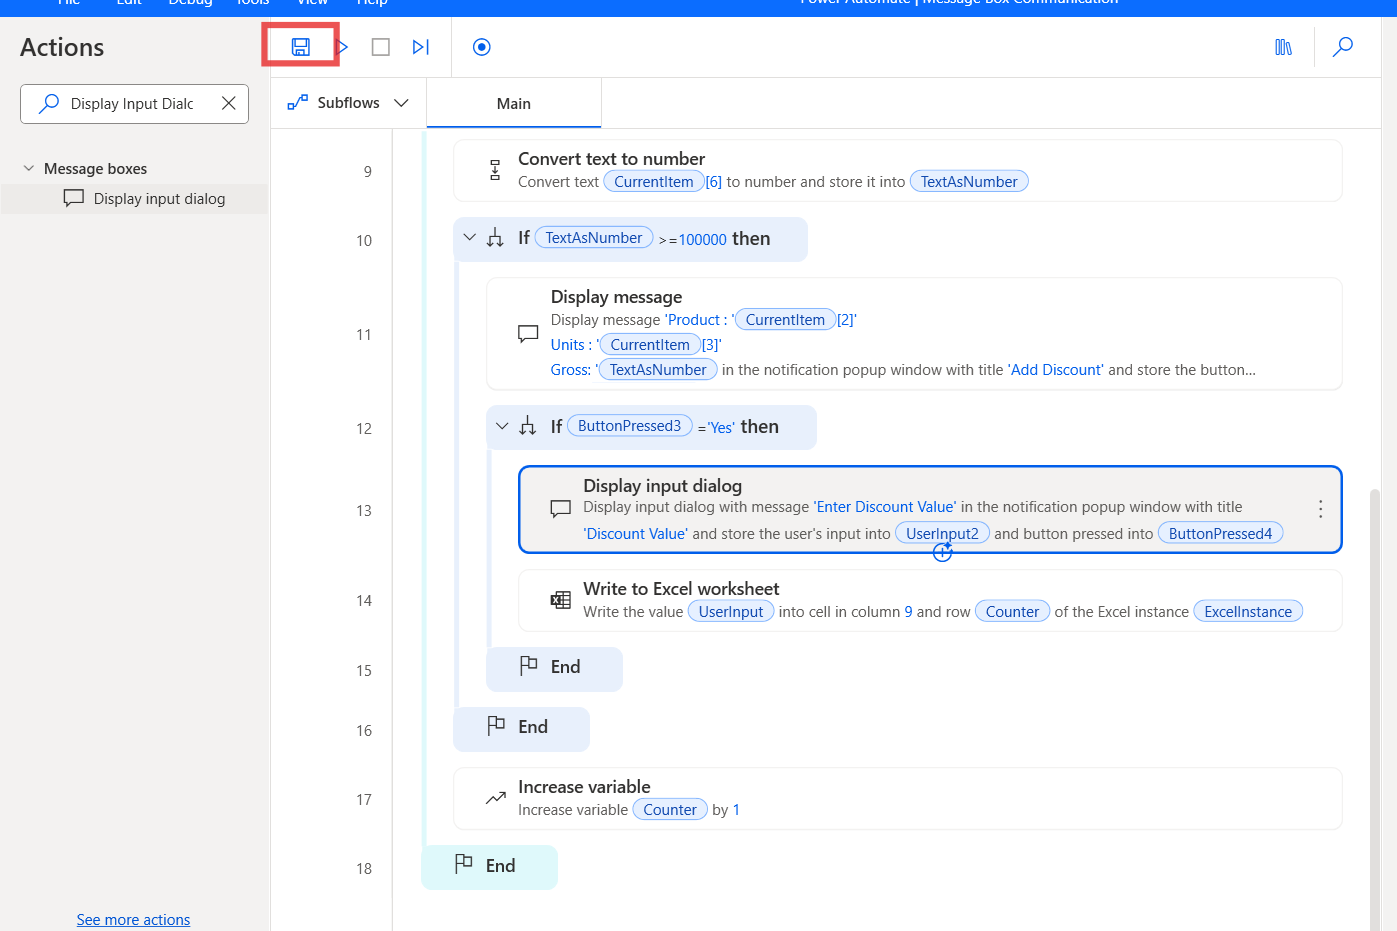 File Edit Debug Tools View Help
Power Automate | Message Box Communication
Actions
Display Input Dialc
Message boxes
Display input dialog
See more actions
Subflows
Main
9
Convert text to number
Convert text CurrentItem [6] to number and store it into TextAsNumber
10
If TextAsNumber >=100000 then
11
Display message
Display message 'Product : 'CurrentItem [2]'
Units : 'CurrentItem [3]'
Gross: 'TextAsNumber in the notification popup window with title 'Add Discount' and store the button...
12
If ButtonPressed3 ='Yes' then
13
Display input dialog
Display input dialog with message 'Enter Discount Value' in the notification popup window with title
'Discount Value' and store the user's input into UserInput2 and button pressed into ButtonPressed4
14
Write to Excel worksheet
Write the value UserInput into cell in column 9 and row Counter of the Excel instance ExcelInstance
15
End
16
End
17
Increase variable
Increase variable Counter by 1
18
End